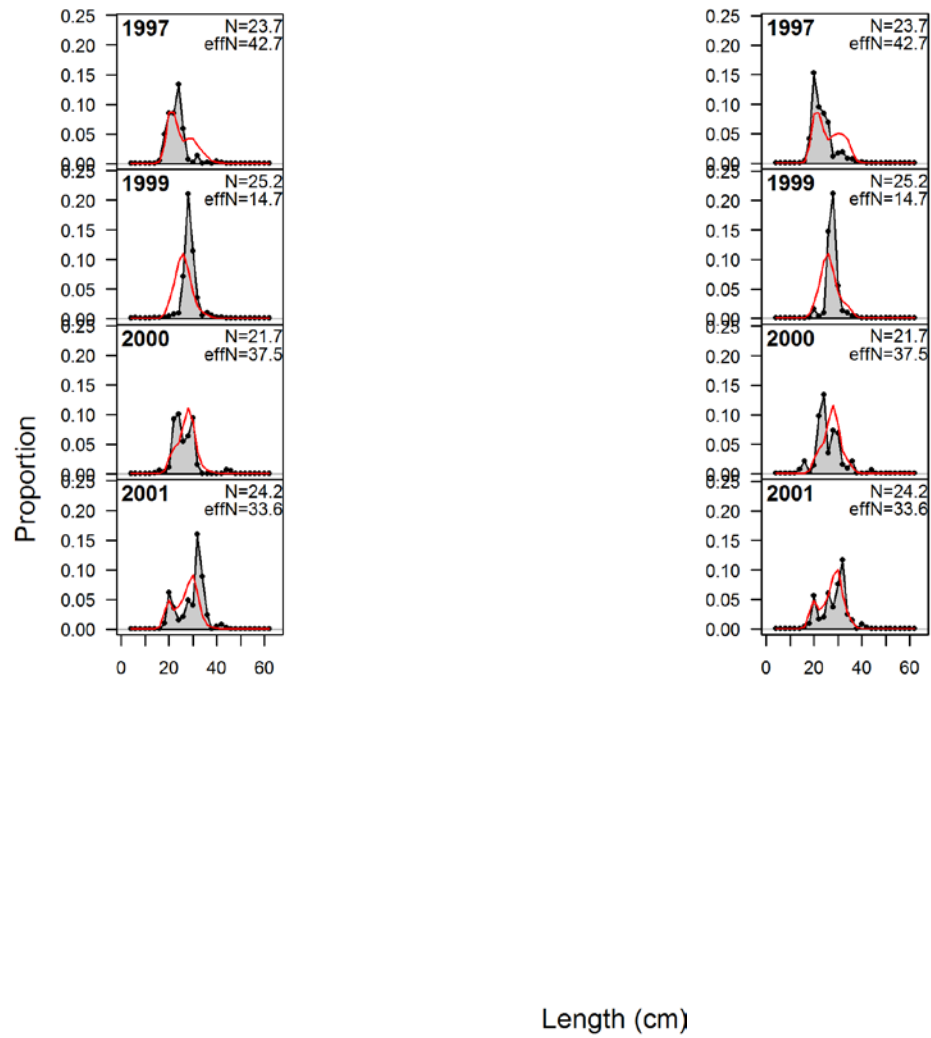 Proportion
0.25
0.20
0.15
0.10
0.05
0.00
1997
N=23.7
effN=42.7
0.25
0.20
0.15
0.10
0.05
0.00
1999
N=25.2
effN=14.7
0.25
0.20
0.15
0.10
0.05
0.00
2000
N=21.7
effN=37.5
0.25
0.20
0.15
0.10
0.05
0.00
2001
N=24.2
effN=33.6
0 20 40 60
0.25
0.20
0.15
0.10
0.05
0.00
1997
N=23.7
effN=42.7
0.25
0.20
0.15
0.10
0.05
0.00
1999
N=25.2
effN=14.7
0.25
0.20
0.15
0.10
0.05
0.00
2000
N=21.7
effN=37.5
0.25
0.20
0.15
0.10
0.05
0.00
2001
N=24.2
effN=33.6
0 20 40 60
Length (cm)